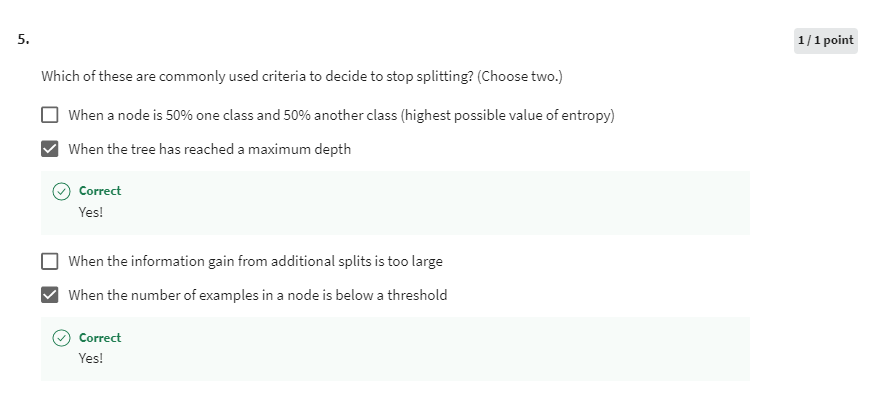 5.
1 / 1 point
Which of these are commonly used criteria to decide to stop splitting? (Choose two.)
When a node is 50% one class and 50% another class (highest possible value of entropy)
When the tree has reached a maximum depth
Correct
Yes!
When the information gain from additional splits is too large
When the number of examples in a node is below a threshold
Correct
Yes!